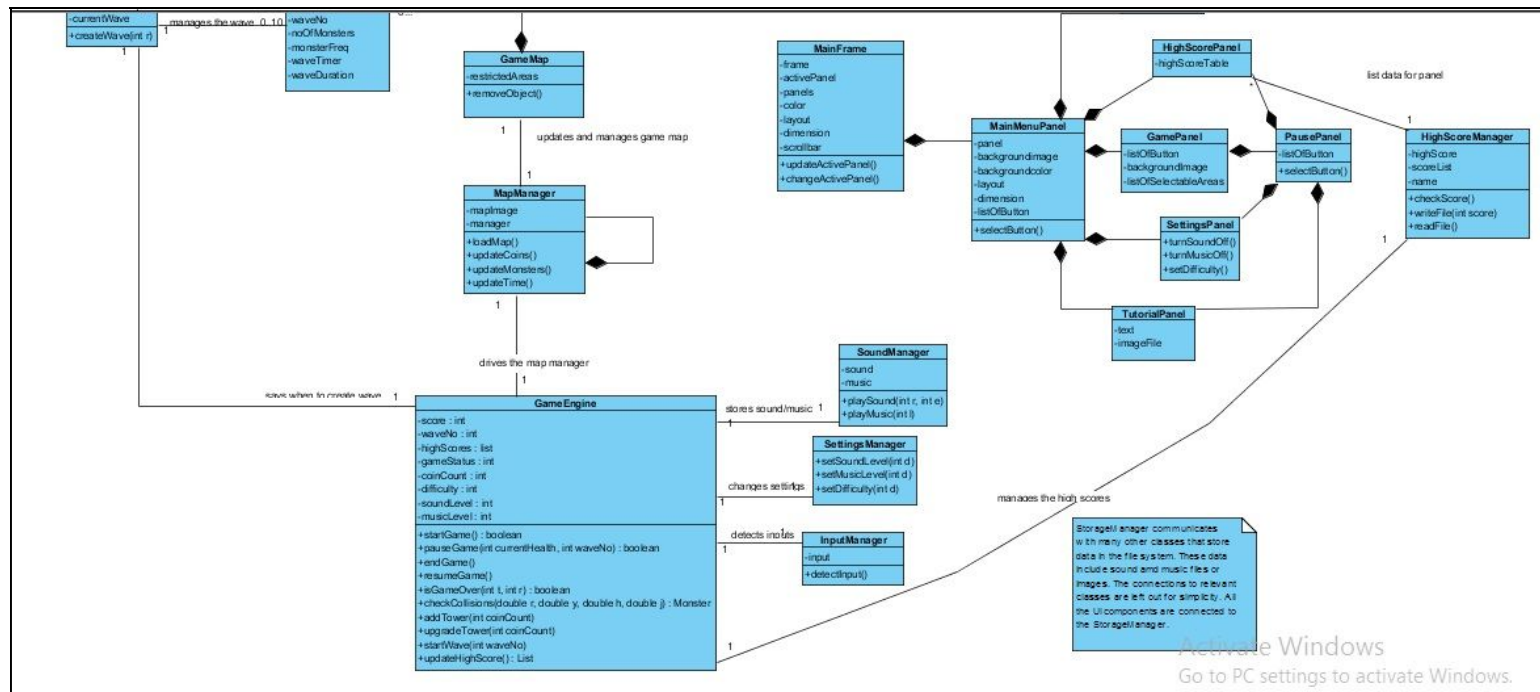 -currentWave
+createWave(int r)
manages the wave 0..10
1
1
-waveNo
-noOfMonsters
-monsterFreq
-waveTimer
-waveDuration
GameMap
-restrictedAreas
+removeObject()
1
updates and manages game map
1
MapManager
-mapImage
-manager
+loadMap()
+updateCoins()
+updateMonsters()
+updateTime()
1
drives the map manager
1
says when to create wave
1
MainFrame
-frame
-activePanel
-panels
-color
-layout
-dimension
-scrollbar
+updateActivePanel()
+changeActivePanel()
MainMenuPanel
-panel
-backgroundimage
-backgroundcolor
-layout
-dimension
-listOfButton
+selectButton()
HighScorePanel
-highScoreTable
GamePanel
-listOfButton
-backgroundImage
-listOfSelectableAreas
PausePanel
-listOfButton
+selectButton()
SettingsPanel
+turnSoundOff()
+turnMusicOff()
+setDifficulty()
TutorialPanel
-text
-imageFile
list data for panel
*
1
HighScoreManager
-highScore
-scoreList
-name
+checkScore()
+writeFile(int score)
+readFile()
1
manages the high scores
1
GameEngine
-score : int
-waveNo : int
-highScores : list
-gameStatus : int
-coinCount : int
-difficulty : int
-soundLevel : int
-musicLevel : int
+startGame() : boolean
+pauseGame(int currentHealth, int waveNo) : boolean
+endGame()
+resumeGame()
+isGameOver(int t, int r) : boolean
+checkCollisions(double r, double y, double h, double j) : Monster
+addTower(int coinCount)
+upgradeTower(int coinCount)
+startWave(int waveNo)
+updateHighScore() : List
stores sound/music
1
1
SoundManager
-sound
-music
+playSound(int r, int e)
+playMusic(int l)
changes settings
1
1
SettingsManager
+setSoundLevel(int d)
+setMusicLevel(int d)
+setDifficulty(int d)
detects inputs
1
1
InputManager
-input
+detectInput()
StorageManager communicates
with many other classes that store
data in the file system. These data
include sound amd music files or
images. The connections to relevant
classes are left out for simplicity. All
the UI components are connected to
the StorageManager.
Activate Windows
Go to PC settings to activate Windows.